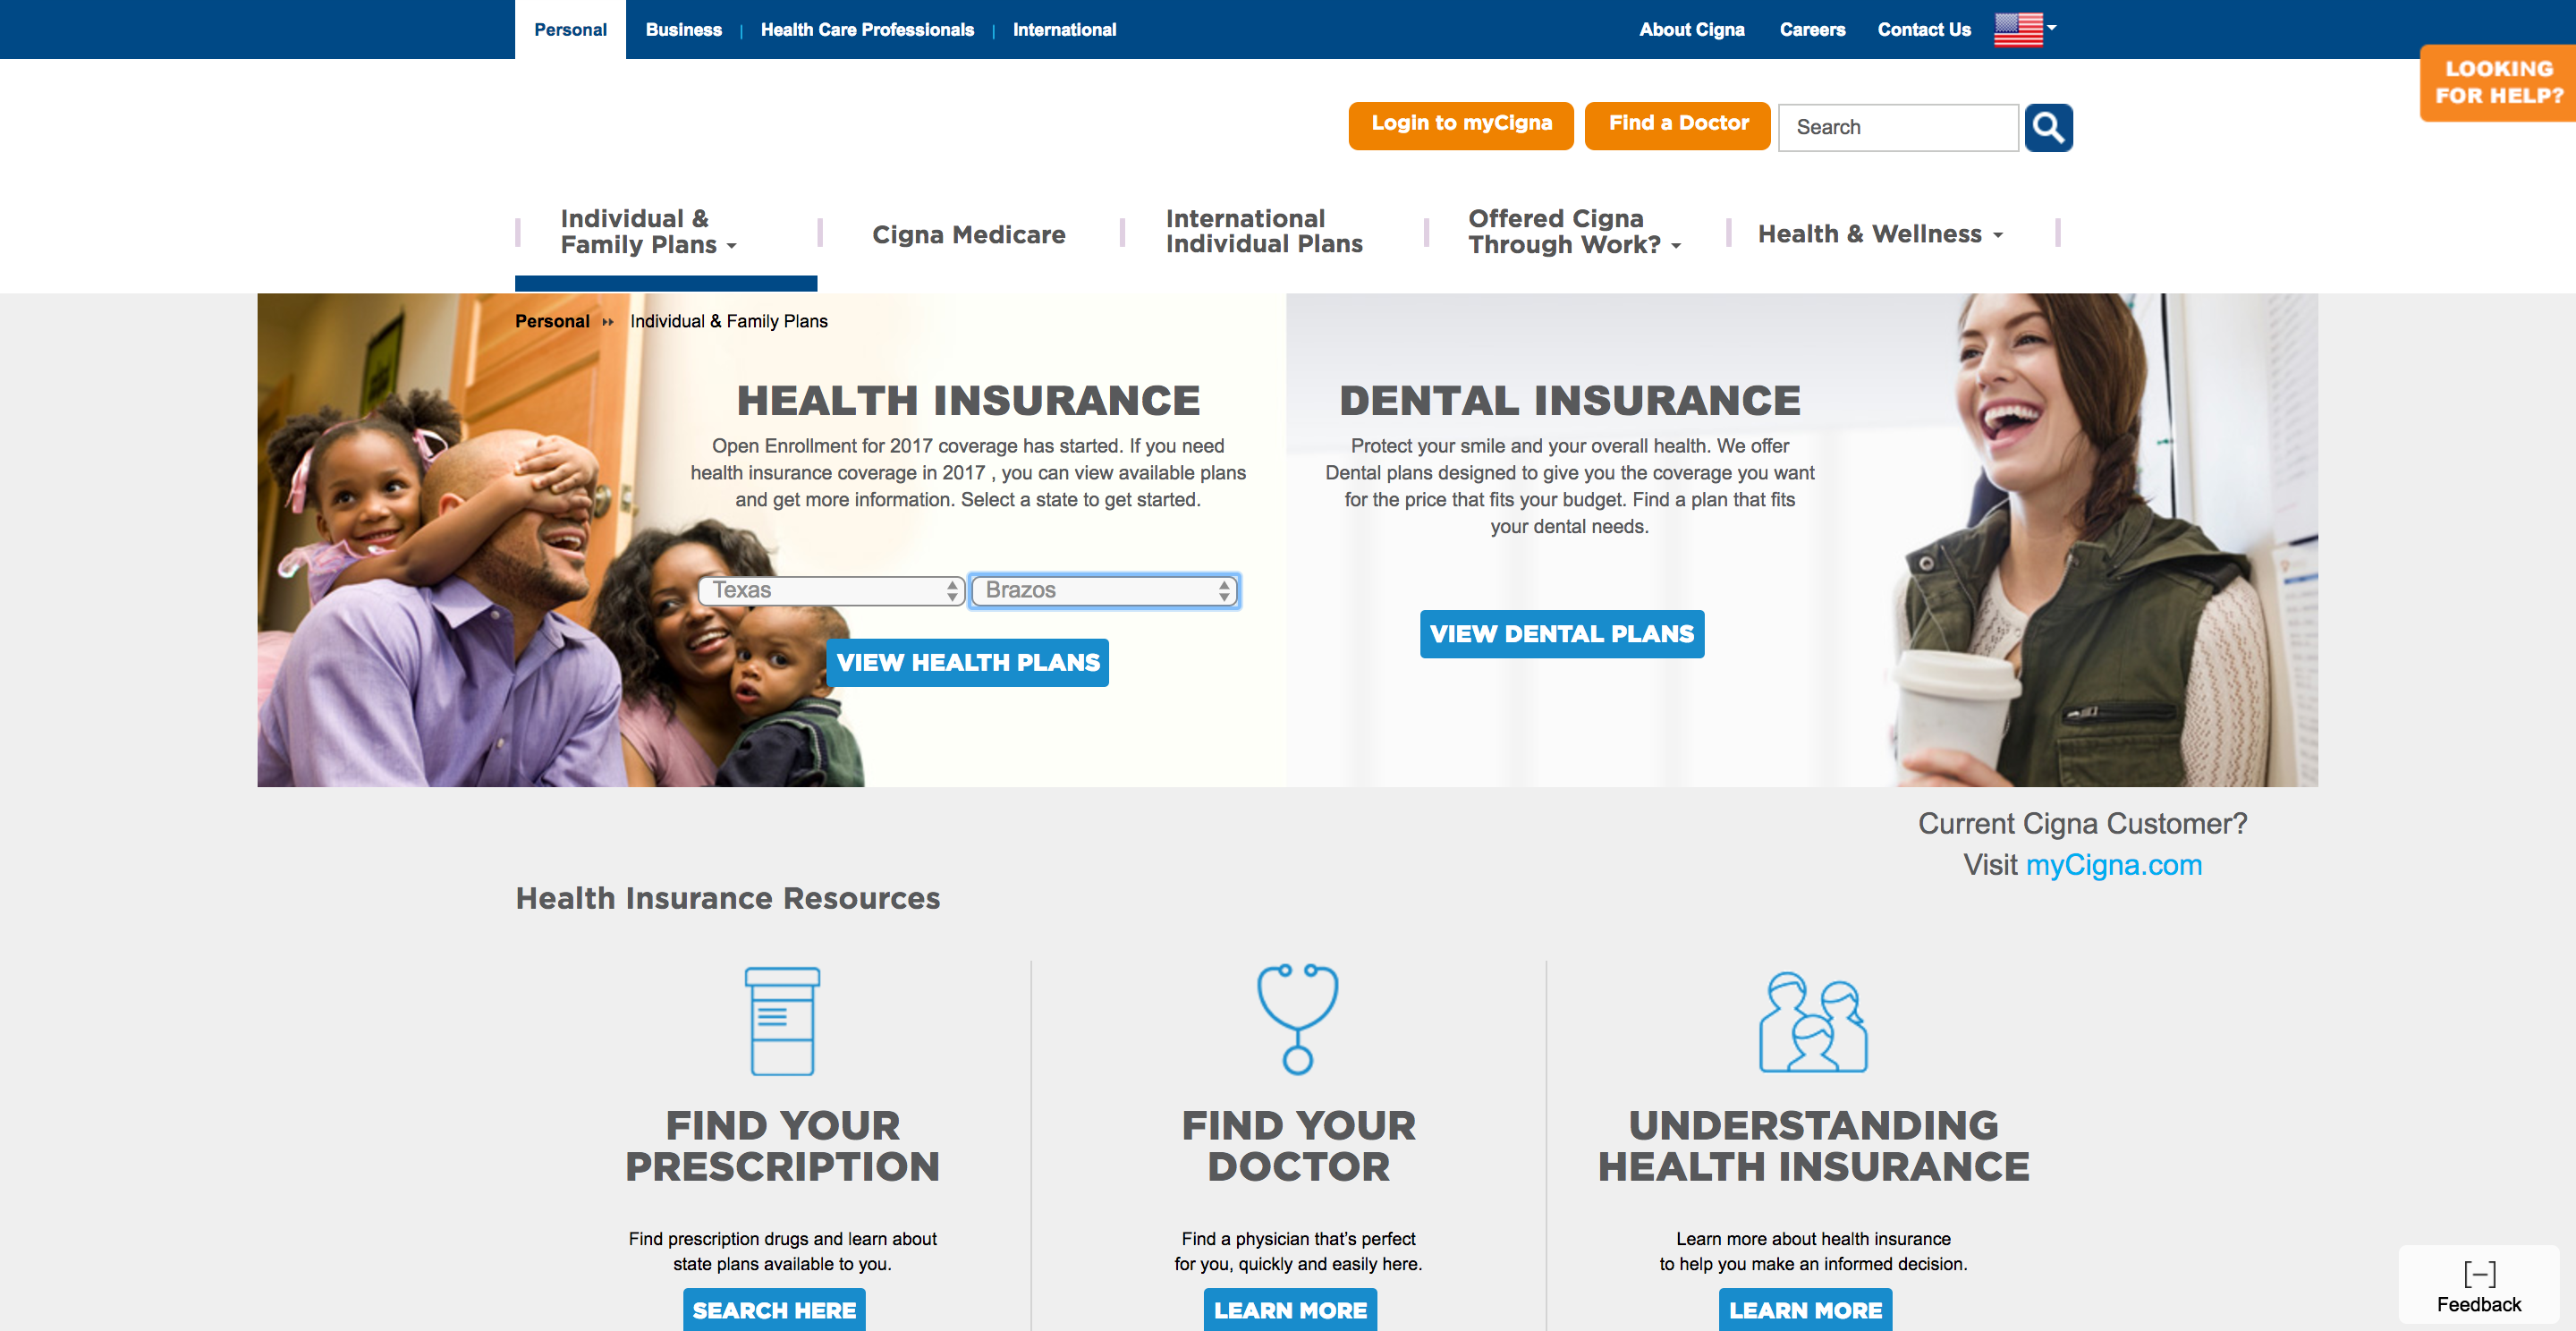 Personal
Business | Health Care Professionals | International
About Cigna
Careers
Contact Us
LOOKING
FOR HELP?
Login to myCigna
Find a Doctor
Search
Individual &
Family Plans
Cigna Medicare
International
Individual Plans
Offered Cigna
Through Work?
Health & Wellness
Personal
Individual & Family Plans
HEALTH INSURANCE
Open Enrollment for 2017 coverage has started. If you need
health insurance coverage in 2017 , you can view available plans
and get more information. Select a state to get started.
Texas
Brazos
VIEW HEALTH PLANS
DENTAL INSURANCE
Protect your smile and your overall health. We offer
Dental plans designed to give you the coverage you want
for the price that fits your budget. Find a plan that fits
your dental needs.
VIEW DENTAL PLANS
Current Cigna Customer?
Visit myCigna.com
Health Insurance Resources
FIND YOUR
PRESCRIPTION
Find prescription drugs and learn about
state plans available to you.
SEARCH HERE
FIND YOUR
DOCTOR
Find a physician that's perfect
for you, quickly and easily here.
LEARN MORE
UNDERSTANDING
HEALTH INSURANCE
Learn more about health insurance
to help you make an informed decision.
LEARN MORE
[–]
Feedback